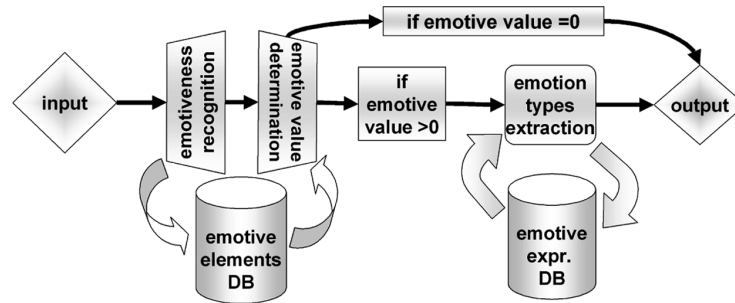 if emotive value =0
input
emotiveness
recognition
emotive value
determination
if
emotive
value >0
emotion
types
extraction
output
emotive
elements
DB
emotive
expr.
DB